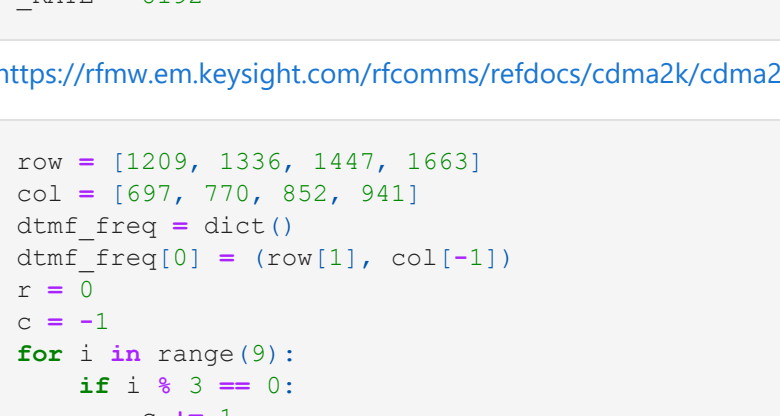 https://rfmw.em.keysight.com/rfcomms/refdocs/cdma2k/cdma2
row = [1209, 1336, 1447, 1663]
col = [697, 770, 852, 941]
dtmf_freq = dict()
dtmf_freq[0] = (row[1], col[-1])
r = 0
c = -1
for i in range(9):
    if i % 3 == 0:
        c += 1